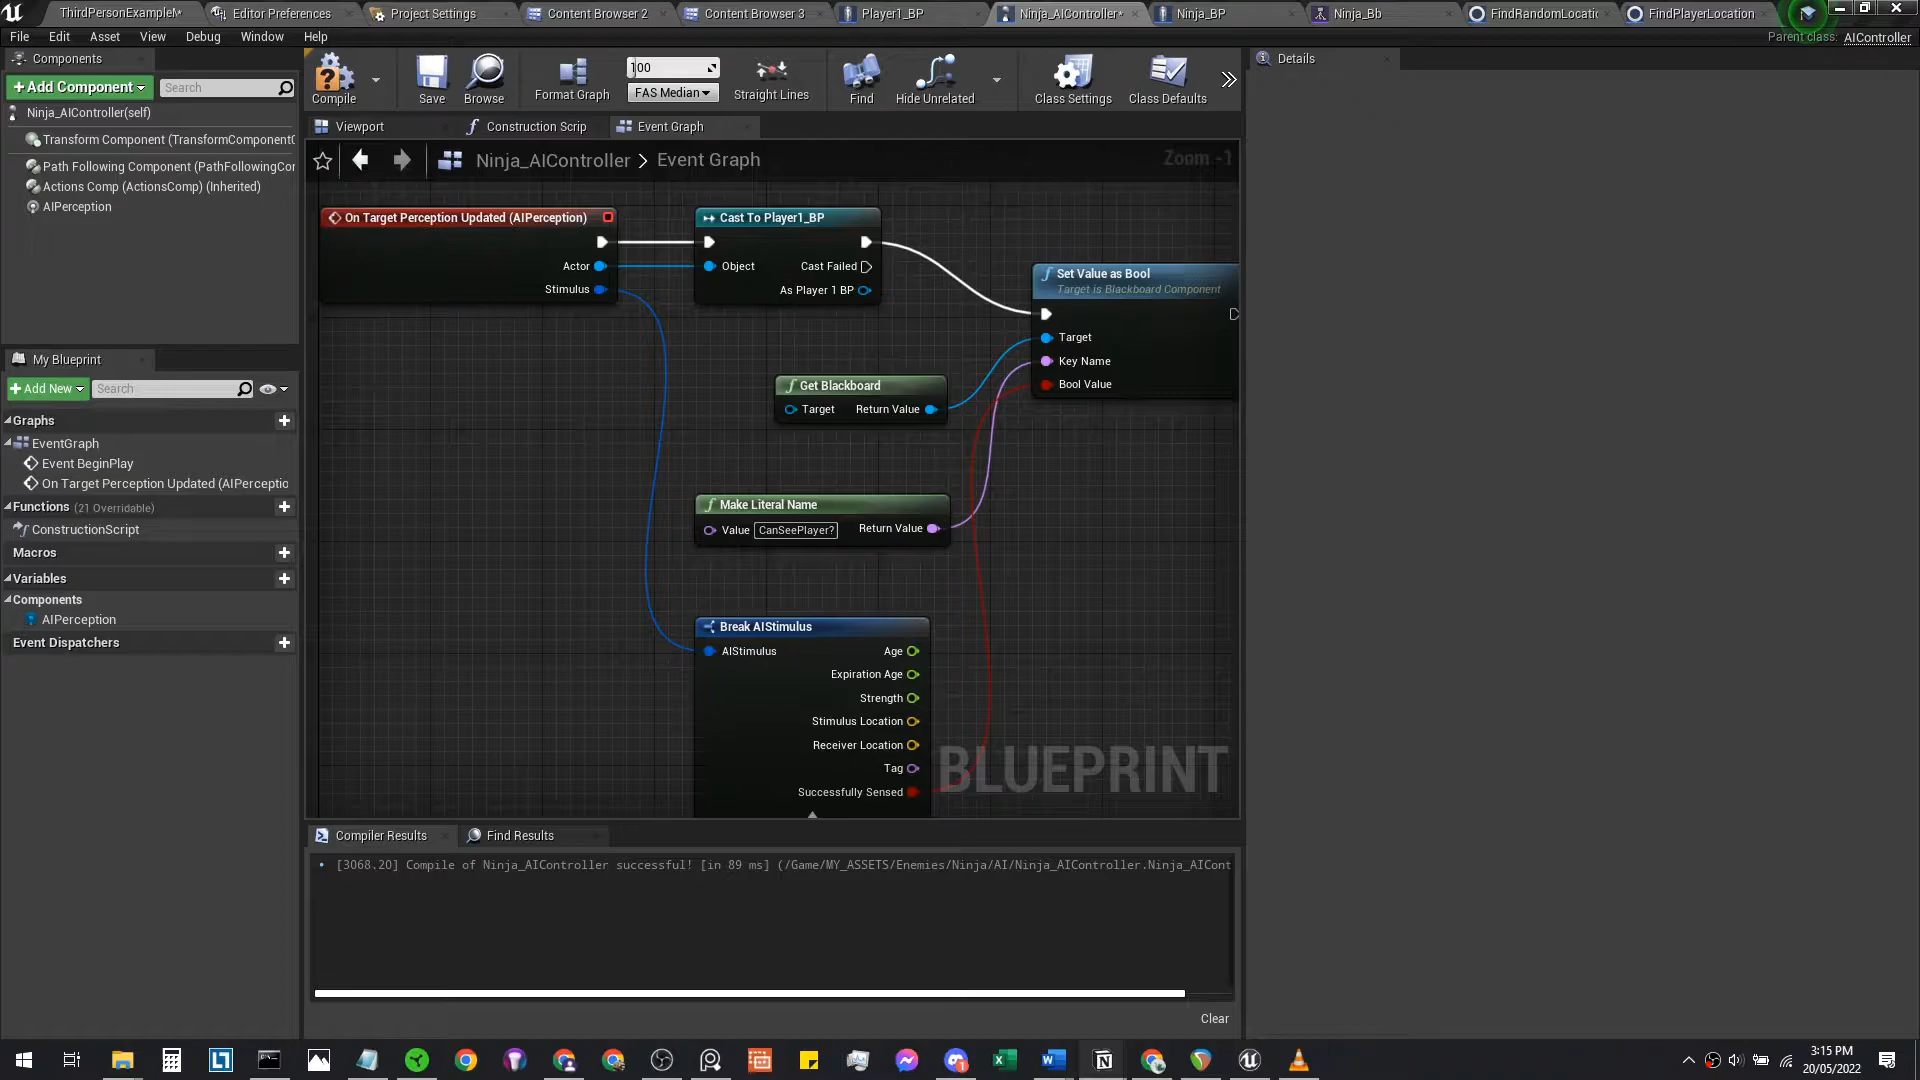 ThirdPersonExampleM*
Editor Preferences
Project Settings
Content Browser 2
Content Browser 3
Player1_BP
Ninja_AIController*
Ninja_BP
Ninja_Bb
FindRandomLocatio
FindPlayerLocation
File Edit Asset View Debug Window Help
Parent class: AIController
Components
+Add Component
Search
Ninja_AIController(self)
Transform Component (TransformComponent0
Path Following Component (PathFollowingCor
Actions Comp (ActionsComp) (Inherited)
AIPerception
My Blueprint
+Add New
Search
Graphs
EventGraph
Event BeginPlay
On Target Perception Updated (AIPerceptio
Functions (21 Overridable)
ConstructionScript
Macros
Variables
Components
AIPerception
Event Dispatchers
Compile
Save
Browse
Format Graph
100
FAS Median
Straight Lines
Find
Hide Unrelated
Class Settings
Class Defaults
Viewport
Construction Scrip
Event Graph
Ninja_AIController > Event Graph
Zoom -1
On Target Perception Updated (AIPerception)
Actor
Stimulus
Cast To Player1_BP
Object
Cast Failed
As Player 1 BP
Set Value as Bool
Target is Blackboard Component
Target
Key Name
Bool Value
Get Blackboard
Target Return Value
Make Literal Name
Value CanSeePlayer? Return Value
Break AIStimulus
AIStimulus
Age
Expiration Age
Strength
Stimulus Location
Receiver Location
Tag
Successfully Sensed
BLUEPRINT
Compiler Results
Find Results
[3068.20] Compile of Ninja_AIController successful! [in 89 ms] (/Game/MY_ASSETS/Enemies/Ninja/AI/Ninja_AIController.Ninja_AICont
Clear
Details
3:15 PM
20/05/2022